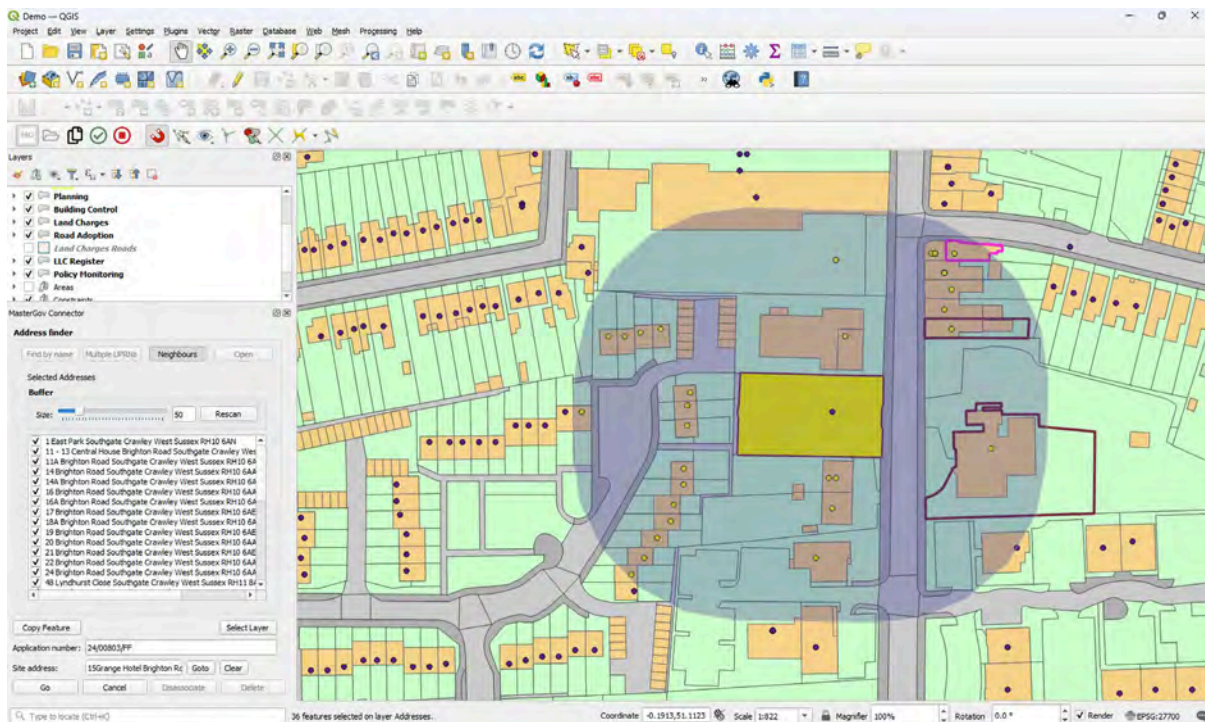 Demo — QGIS
Project Edit View Layer Settings Plugins Vector Raster Database Web Mesh Processing Help
Layers
Planning
Building Control
Land Charges
Road Adoption
Land Charges Roads
LLC Register
Policy Monitoring
Areas
Constraints
MasterGov Connector
Address finder
Find by name Multiple UPRNs Neighbours Open
Selected Addresses
Buffer
Size: 50 Rescan
1 East Park Southgate Crawley West Sussex RH10 6AN
11 - 13 Central House Brighton Road Southgate Crawley Wes
11A Brighton Road Southgate Crawley West Sussex RH10 6A
14 Brighton Road Southgate Crawley West Sussex RH10 6AA
14A Brighton Road Southgate Crawley West Sussex RH10 6A
16 Brighton Road Southgate Crawley West Sussex RH10 6AA
16A Brighton Road Southgate Crawley West Sussex RH10 6A
17 Brighton Road Southgate Crawley West Sussex RH10 6AE
18A Brighton Road Southgate Crawley West Sussex RH10 6A
19 Brighton Road Southgate Crawley West Sussex RH10 6AE
20 Brighton Road Southgate Crawley West Sussex RH10 6AA
21 Brighton Road Southgate Crawley West Sussex RH10 6AE
22 Brighton Road Southgate Crawley West Sussex RH10 6AA
24 Brighton Road Southgate Crawley West Sussex RH10 6AA
48 Lyndhurst Close Southgate Crawley West Sussex RH11 8A
Copy Feature Select Layer
Application number: 24/00803/FF
Site address: 15Grange Hotel Brighton Rc Goto Clear
Go Cancel Disassociate Delete
Type to locate (Ctrl+K) 36 features selected on layer Addresses. Coordinate -0.1913,51.1123 Scale 1:822 Magnifier 100% Rotation 0.0 ° Render EPSG:27700